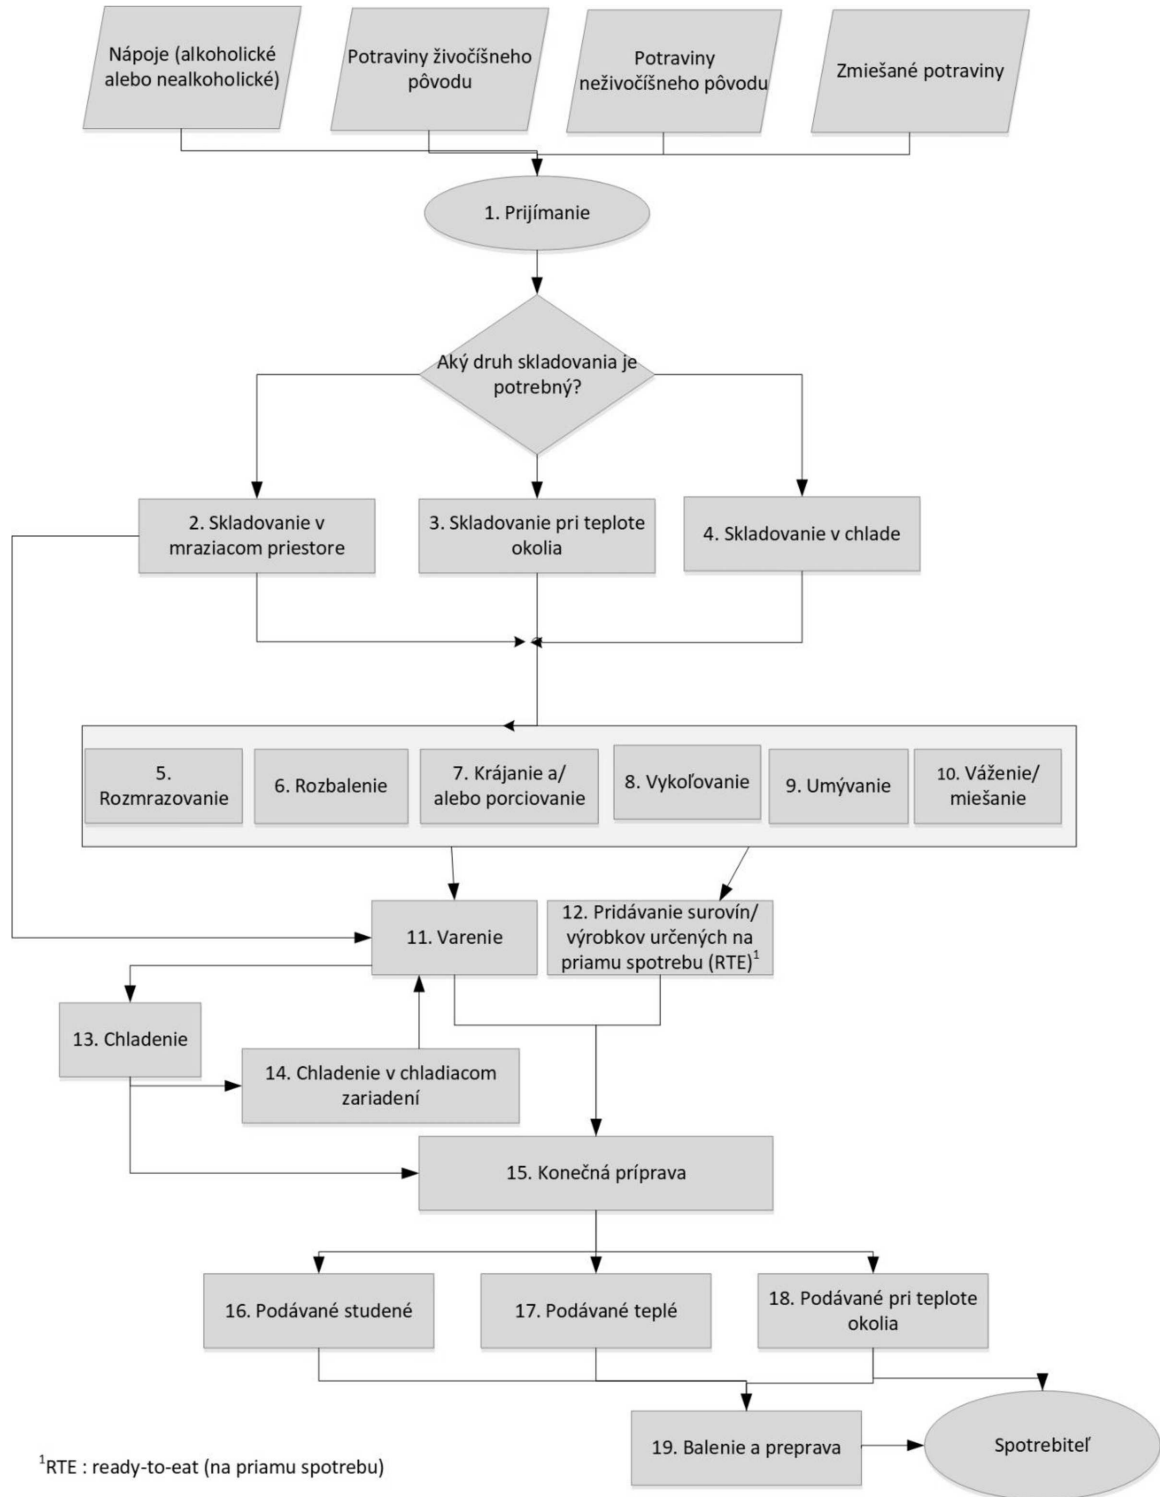 Nápoje (alkoholické
alebo nealkoholické)
Potraviny živočíšneho
pôvodu
Potraviny
neživočíšneho pôvodu
Zmiešané potraviny
1. Prijímanie
Aký druh skladovania je
potrebný?
2. Skladovanie v
mraziacom priestore
3. Skladovanie pri teplote
okolia
4. Skladovanie v chlade
5.
Rozmrazovanie
6. Rozbalenie
7. Krájanie a/
alebo porciovanie
8. Vykoľovanie
9. Umývanie
10. Váženie/
miešanie
11. Varenie
12. Pridávanie surovín/
výrobkov určených na
priamu spotrebu (RTE)¹
13. Chladenie
14. Chladenie v chladiacom
zariadení
15. Konečná príprava
16. Podávané studené
17. Podávané teplé
18. Podávané pri teplote
okolia
19. Balenie a preprava
Spotrebiteľ
¹RTE : ready-to-eat (na priamu spotrebu)